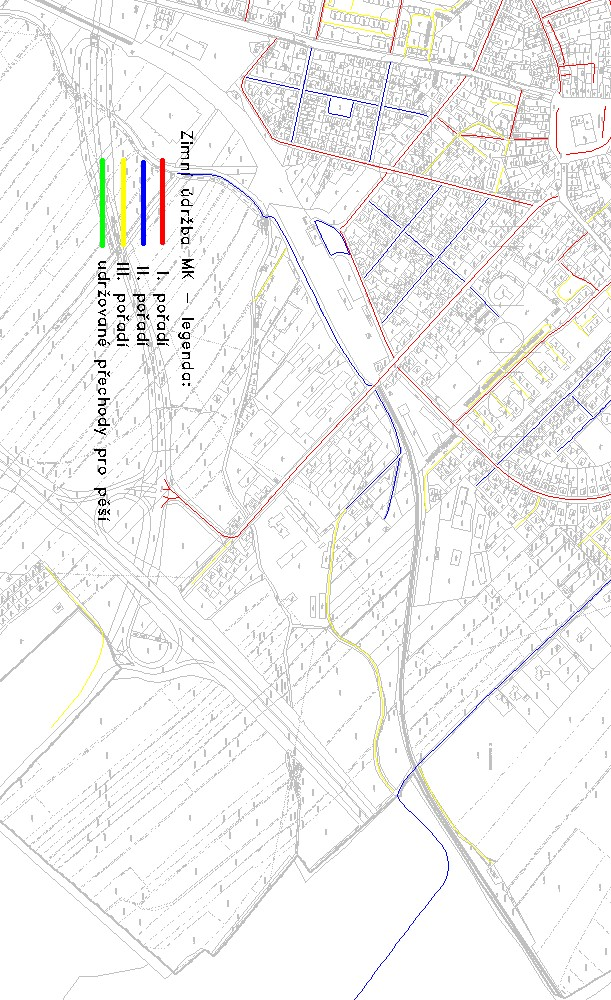 Zimní údržba MK – legenda:
I. pořadí
II. pořadí
III. pořadí
udržované přechody pro pěší